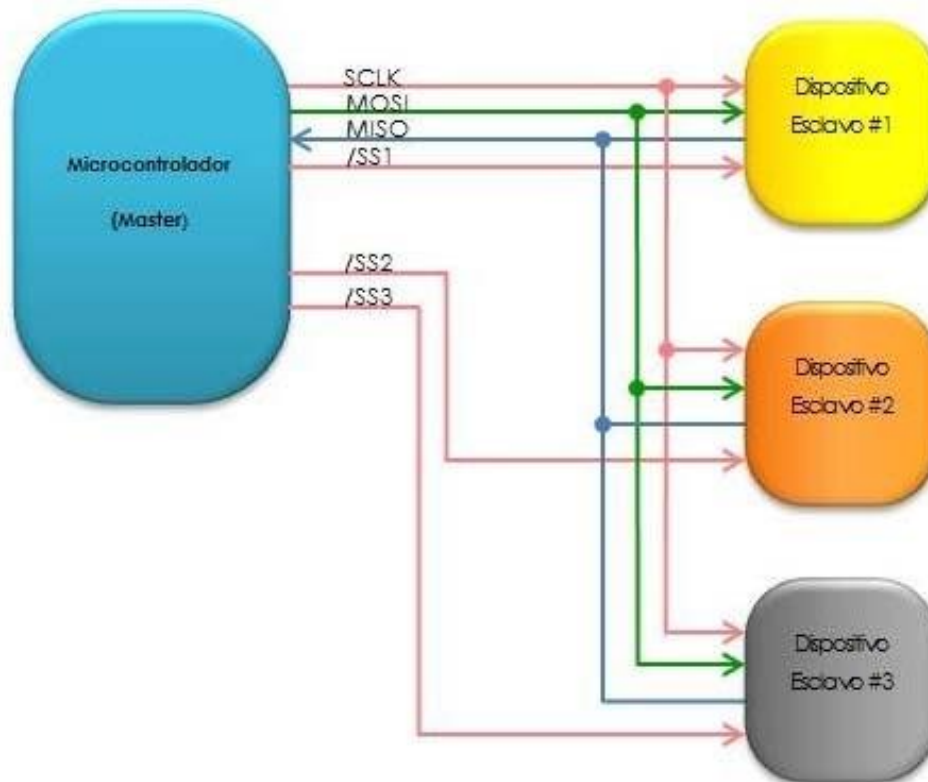 Microcontrolador
(Master)
SCLK
MOSI
MISO
/SS1
/SS2
/SS3
Dispositivo
Esclavo #1
Dispositivo
Esclavo #2
Dispositivo
Esclavo #3